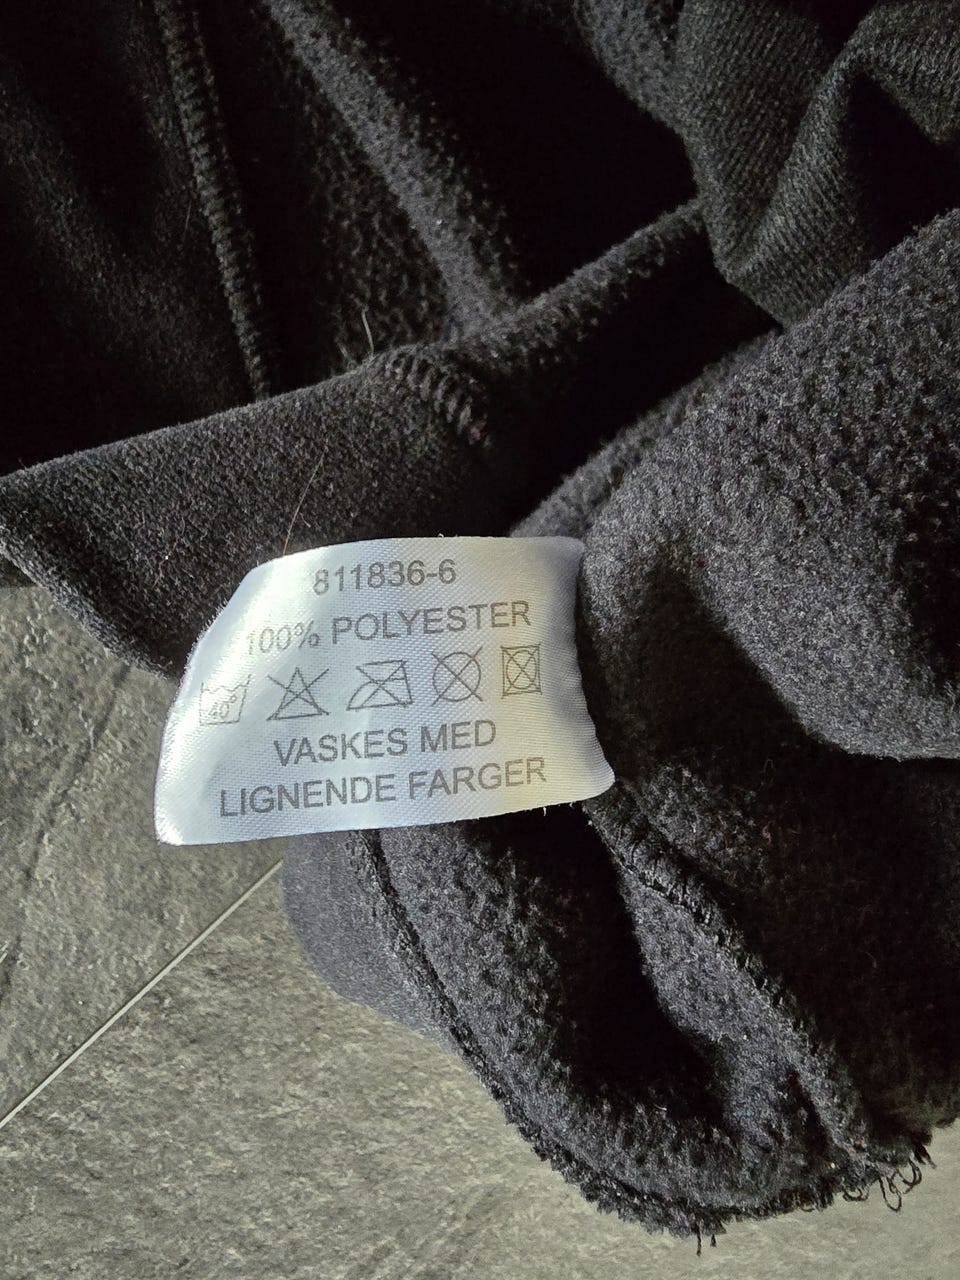 811836-6
100% POLYESTER
40°
VASKES MED
LIGNENDE FARGER